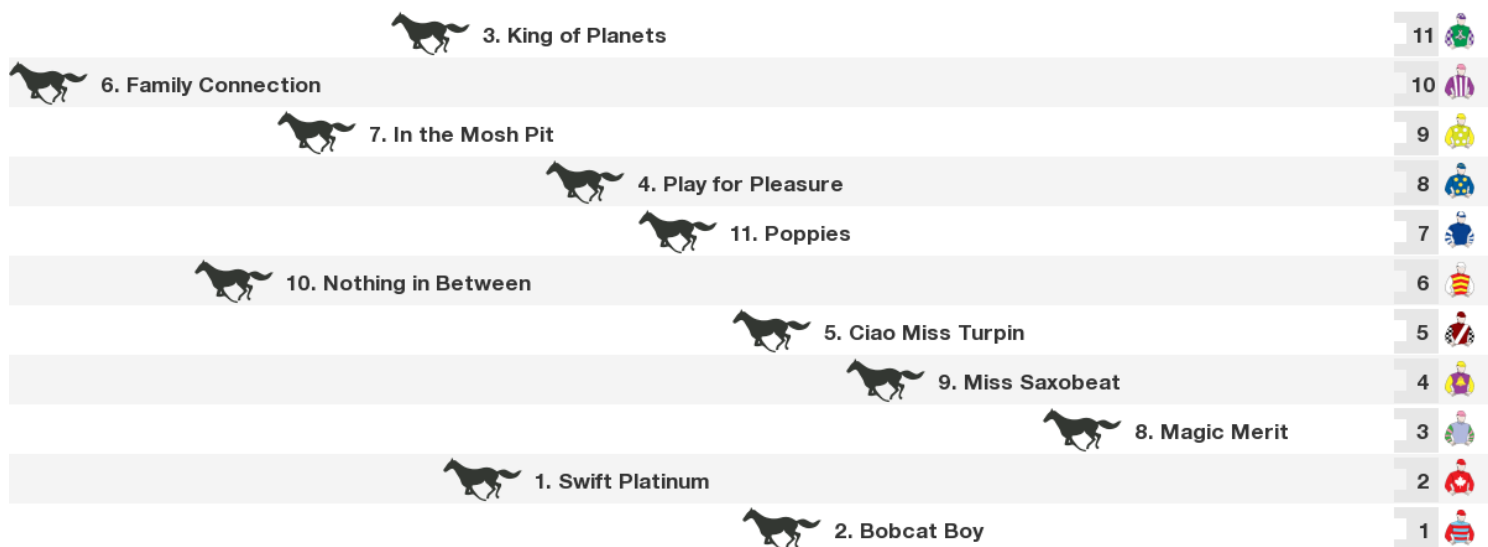 3. King of Planets 11
6. Family Connection 10
7. In the Mosh Pit 9
4. Play for Pleasure 8
11. Poppies 7
10. Nothing in Between 6
5. Ciao Miss Turpin 5
9. Miss Saxobeat 4
8. Magic Merit 3
1. Swift Platinum 2
2. Bobcat Boy 1